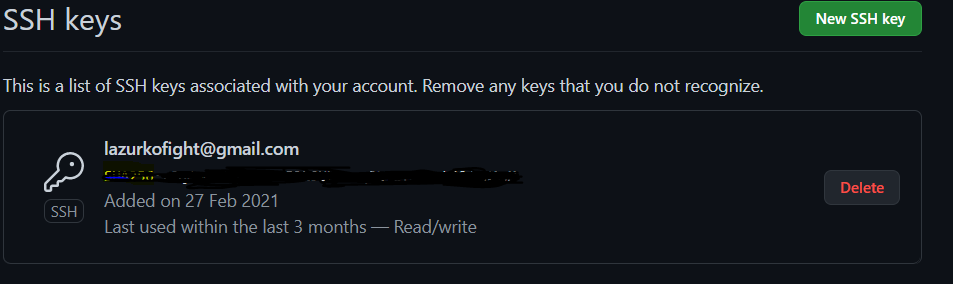 SSH keys
New SSH key
This is a list of SSH keys associated with your account. Remove any keys that you do not recognize.
lazurkofight@gmail.com
Added on 27 Feb 2021
SSH
Last used within the last 3 months — Read/write
Delete